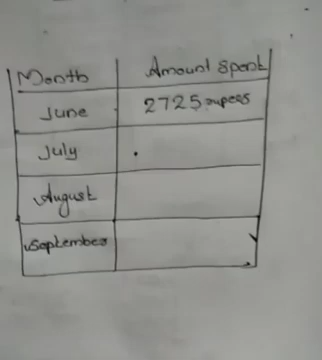 Month Amount Spent
June 2725 rupees
July
August
September